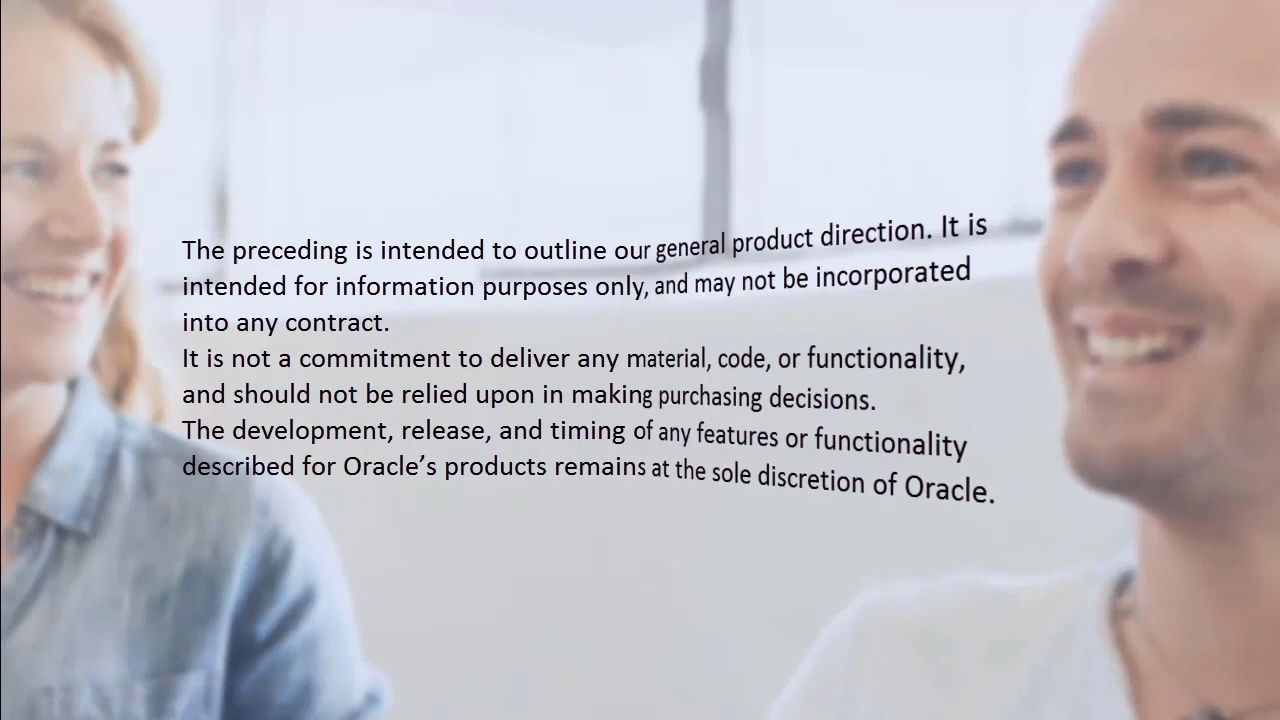 The preceding is intended to outline our general product direction. It is
intended for information purposes only, and may not be incorporated
into any contract.
It is not a commitment to deliver any material, code, or functionality,
and should not be relied upon in making purchasing decisions.
The development, release, and timing of any features or functionality
described for Oracle’s products remains at the sole discretion of Oracle.